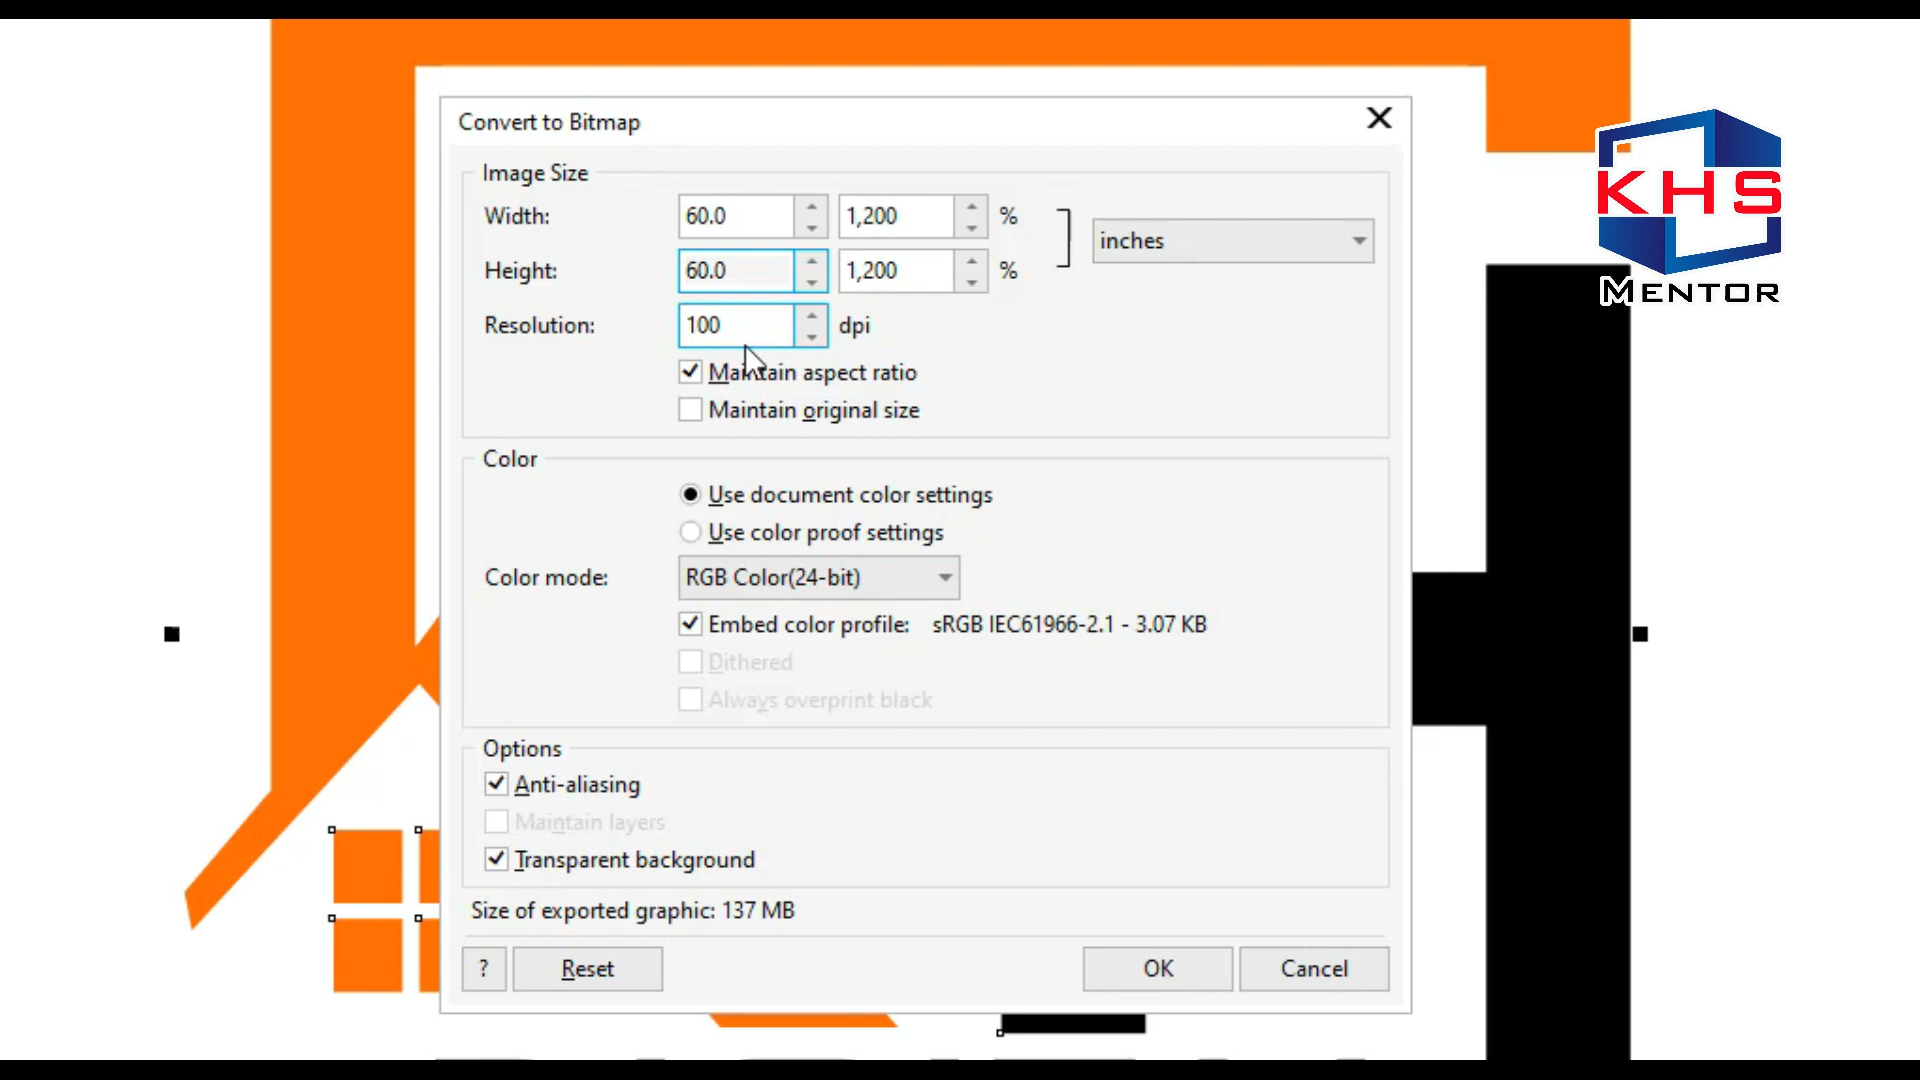 Convert to Bitmap
Image Size
Width: 60.0 1,200 %
inches
Height: 60.0 1,200 %
Resolution: 100 dpi
Maintain aspect ratio
Maintain original size
Color
Use document color settings
Use color proof settings
Color mode: RGB Color(24-bit)
Embed color profile: sRGB IEC61966-2.1 - 3.07 KB
Dithered
Always overprint black
Options
Anti-aliasing
Maintain layers
Transparent background
Size of exported graphic: 137 MB
? Reset OK Cancel
KHS
MENTOR